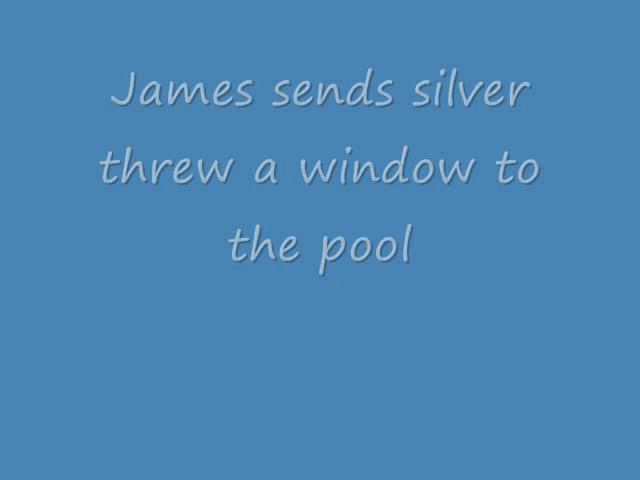 James sends silver
threw a window to
the pool